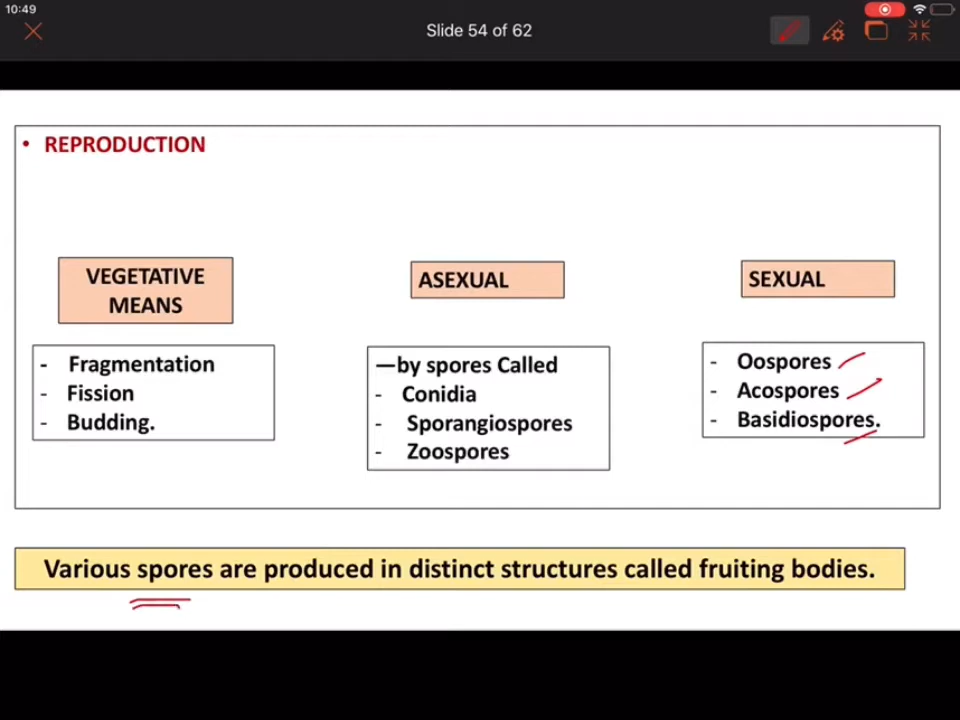 10:49
Slide 54 of 62
• REPRODUCTION
VEGETATIVE
MEANS
- Fragmentation
- Fission
- Budding.
ASEXUAL
—by spores Called
- Conidia
- Sporangiospores
- Zoospores
SEXUAL
- Oospores
- Acospores
- Basidiospores.
Various spores are produced in distinct structures called fruiting bodies.